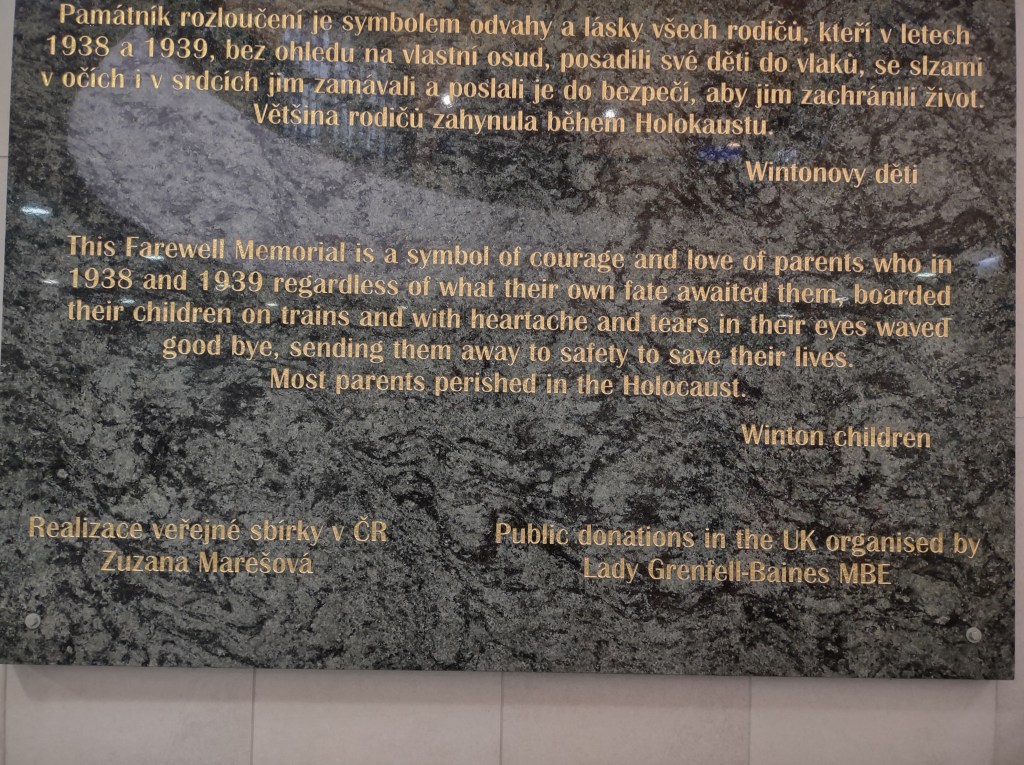 Památník rozloučení je symbolem odvahy a lásky všech rodičů, kteří v letech
1938 a 1939, bez ohledu na vlastní osud, posadili své děti do vlaků, se slzami
v očích i v srdcích jim zamávali a poslali je do bezpečí, aby jim zachránili život.
Většina rodičů zahynula během Holokaustu.
Wintonovy děti
This Farewell Memorial is a symbol of courage and love of parents who in
1938 and 1939 regardless of what their own fate awaited them, boarded
their children on trains and with heartache and tears in their eyes waved
good bye, sending them away to safety to save their lives.
Most parents perished in the Holocaust.
Winton children
Realizace veřejné sbírky v ČR
Zuzana Marešová
Public donations in the UK organised by
Lady Grenfell-Baines MBE